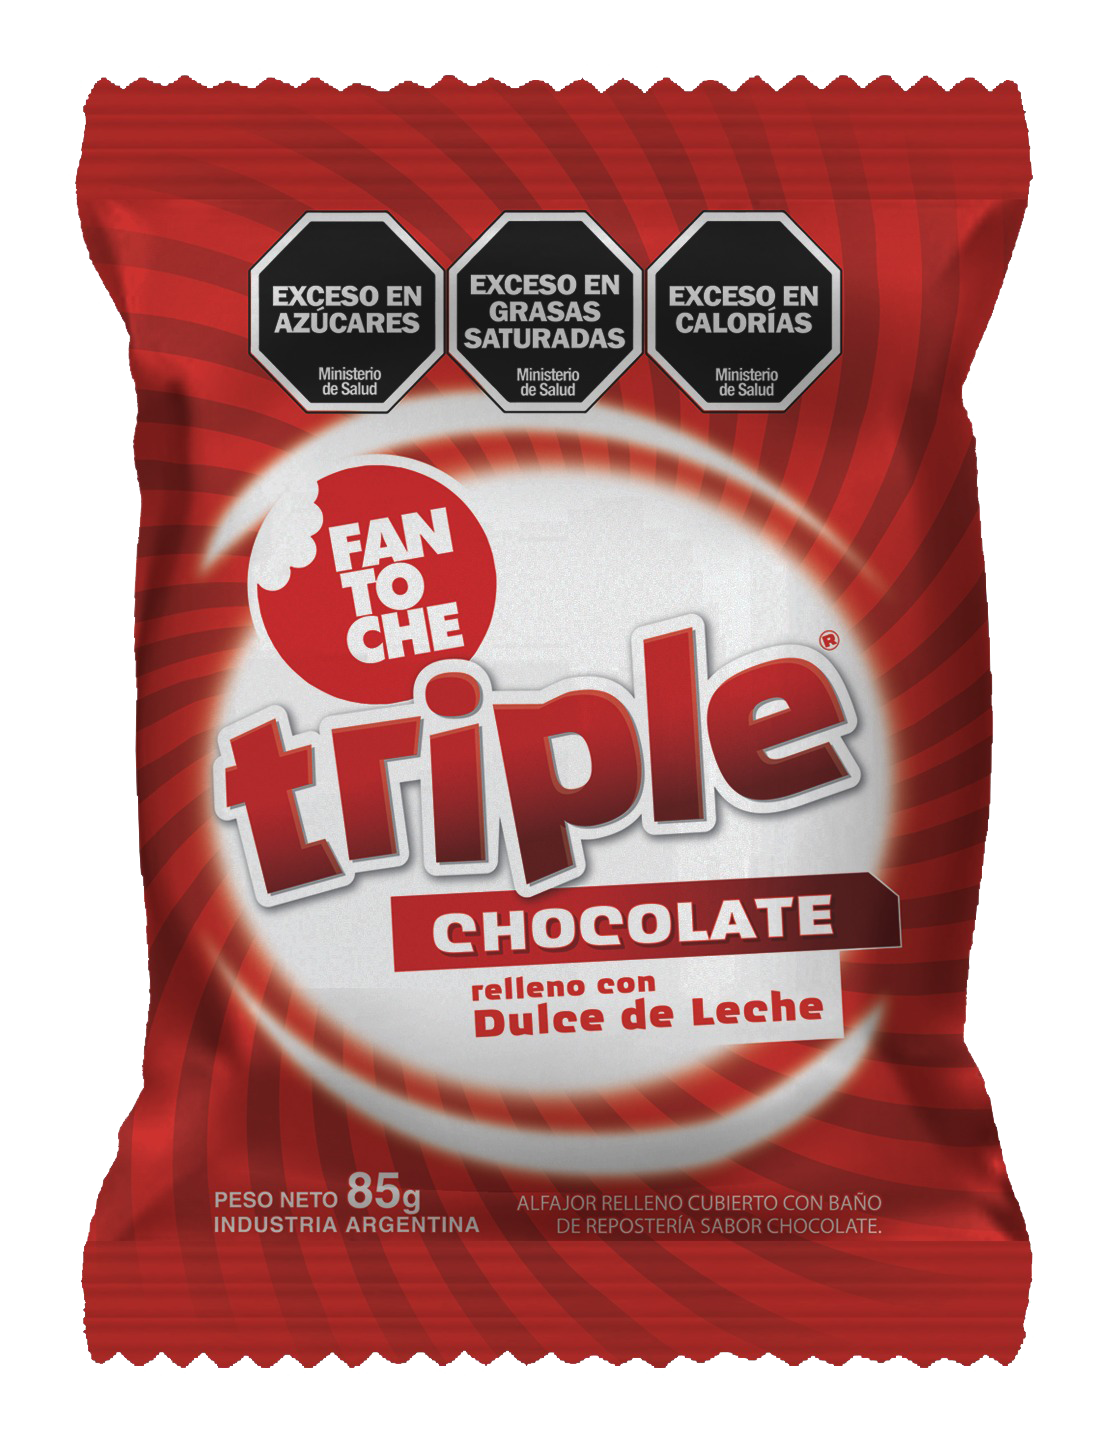 EXCESO EN
AZÚCARES
Ministerio
de Salud
EXCESO EN
GRASAS
SATURADAS
Ministerio
de Salud
EXCESO EN
CALORÍAS
Ministerio
de Salud
FAN
TO
CHE
triple®
CHOCOLATE
relleno con
Dulce de Leche
PESO NETO 85g
INDUSTRIA ARGENTINA
ALFAJOR RELLENO CUBIERTO CON BAÑO
DE REPOSTERÍA SABOR CHOCOLATE.